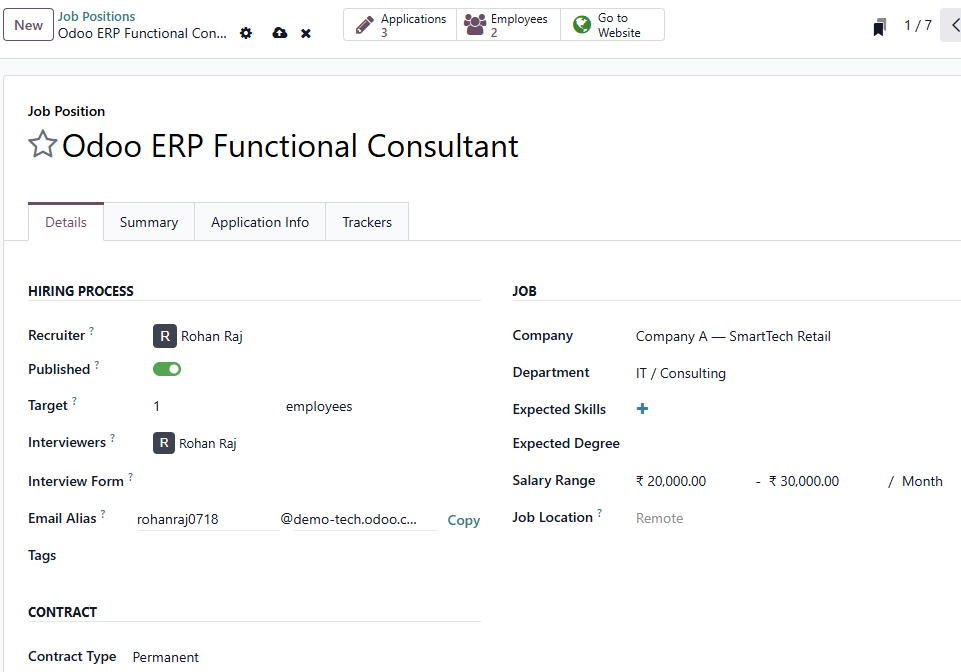 New
Job Positions
Odoo ERP Functional Con...
Applications
3
Employees
2
Go to
Website
1 / 7
Job Position
Odoo ERP Functional Consultant
Details
Summary
Application Info
Trackers
HIRING PROCESS
Recruiter ?
R Rohan Raj
Published ?
Target ?
1 employees
Interviewers ?
R Rohan Raj
Interview Form ?
Email Alias ?
rohanraj0718 @demo-tech.odoo.c... Copy
Tags
CONTRACT
Contract Type Permanent
JOB
Company Company A — SmartTech Retail
Department IT / Consulting
Expected Skills +
Expected Degree
Salary Range ₹ 20,000.00 - ₹ 30,000.00 / Month
Job Location ? Remote